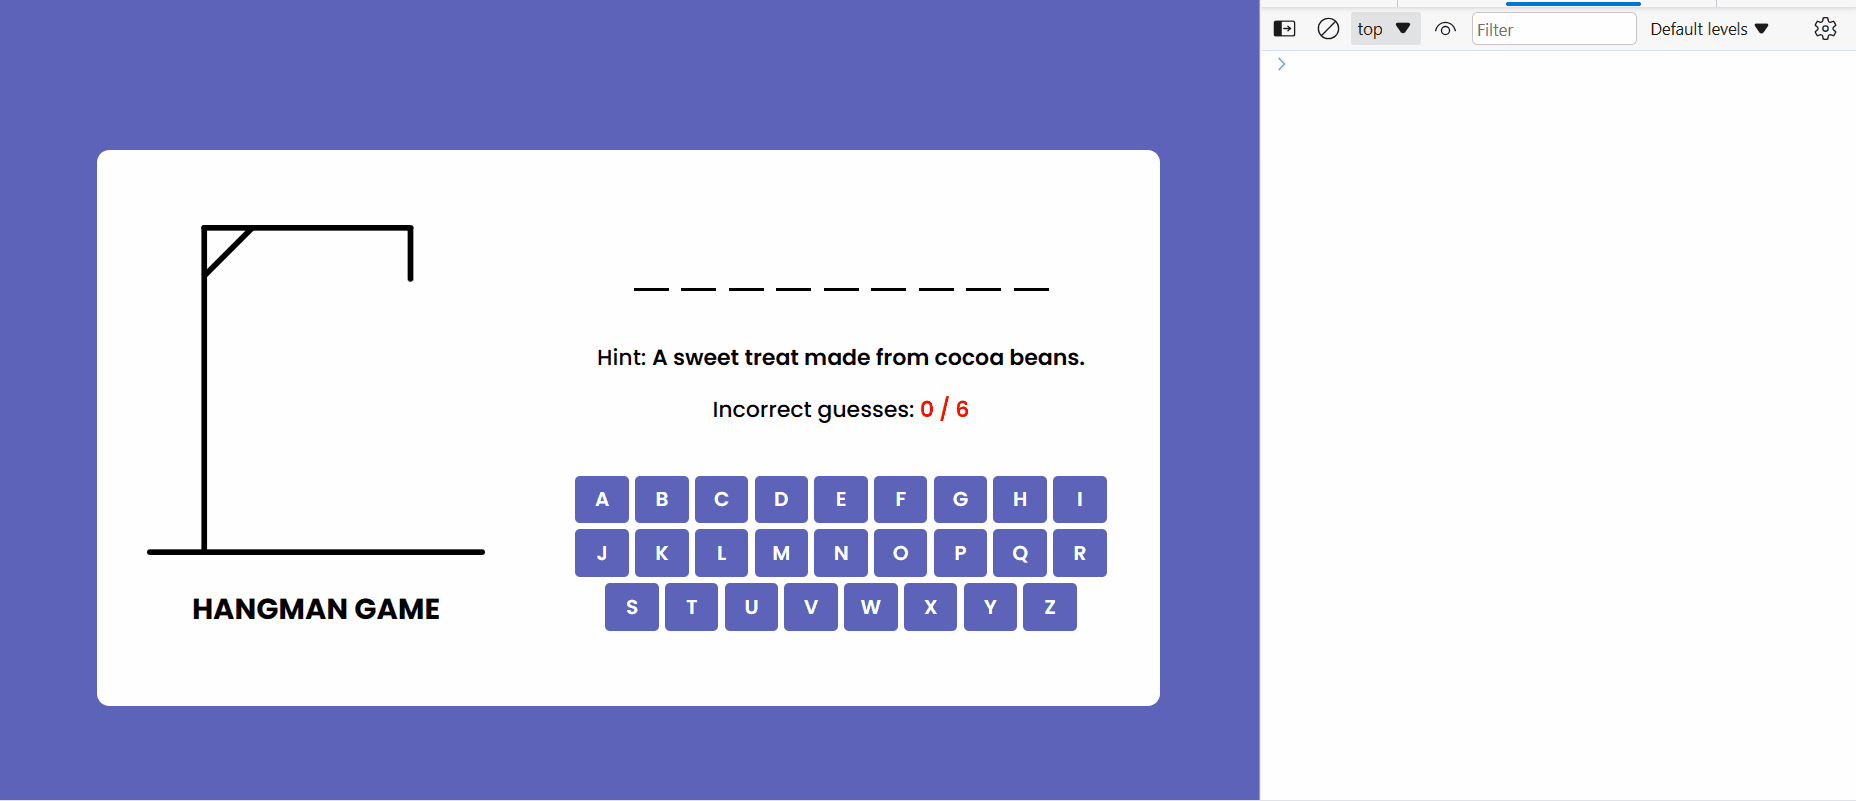 top Filter Default levels
Hint: A sweet treat made from cocoa beans.
Incorrect guesses: 0 / 6
A B C D E F G H I
J K L M N O P Q R
S T U V W X Y Z
HANGMAN GAME